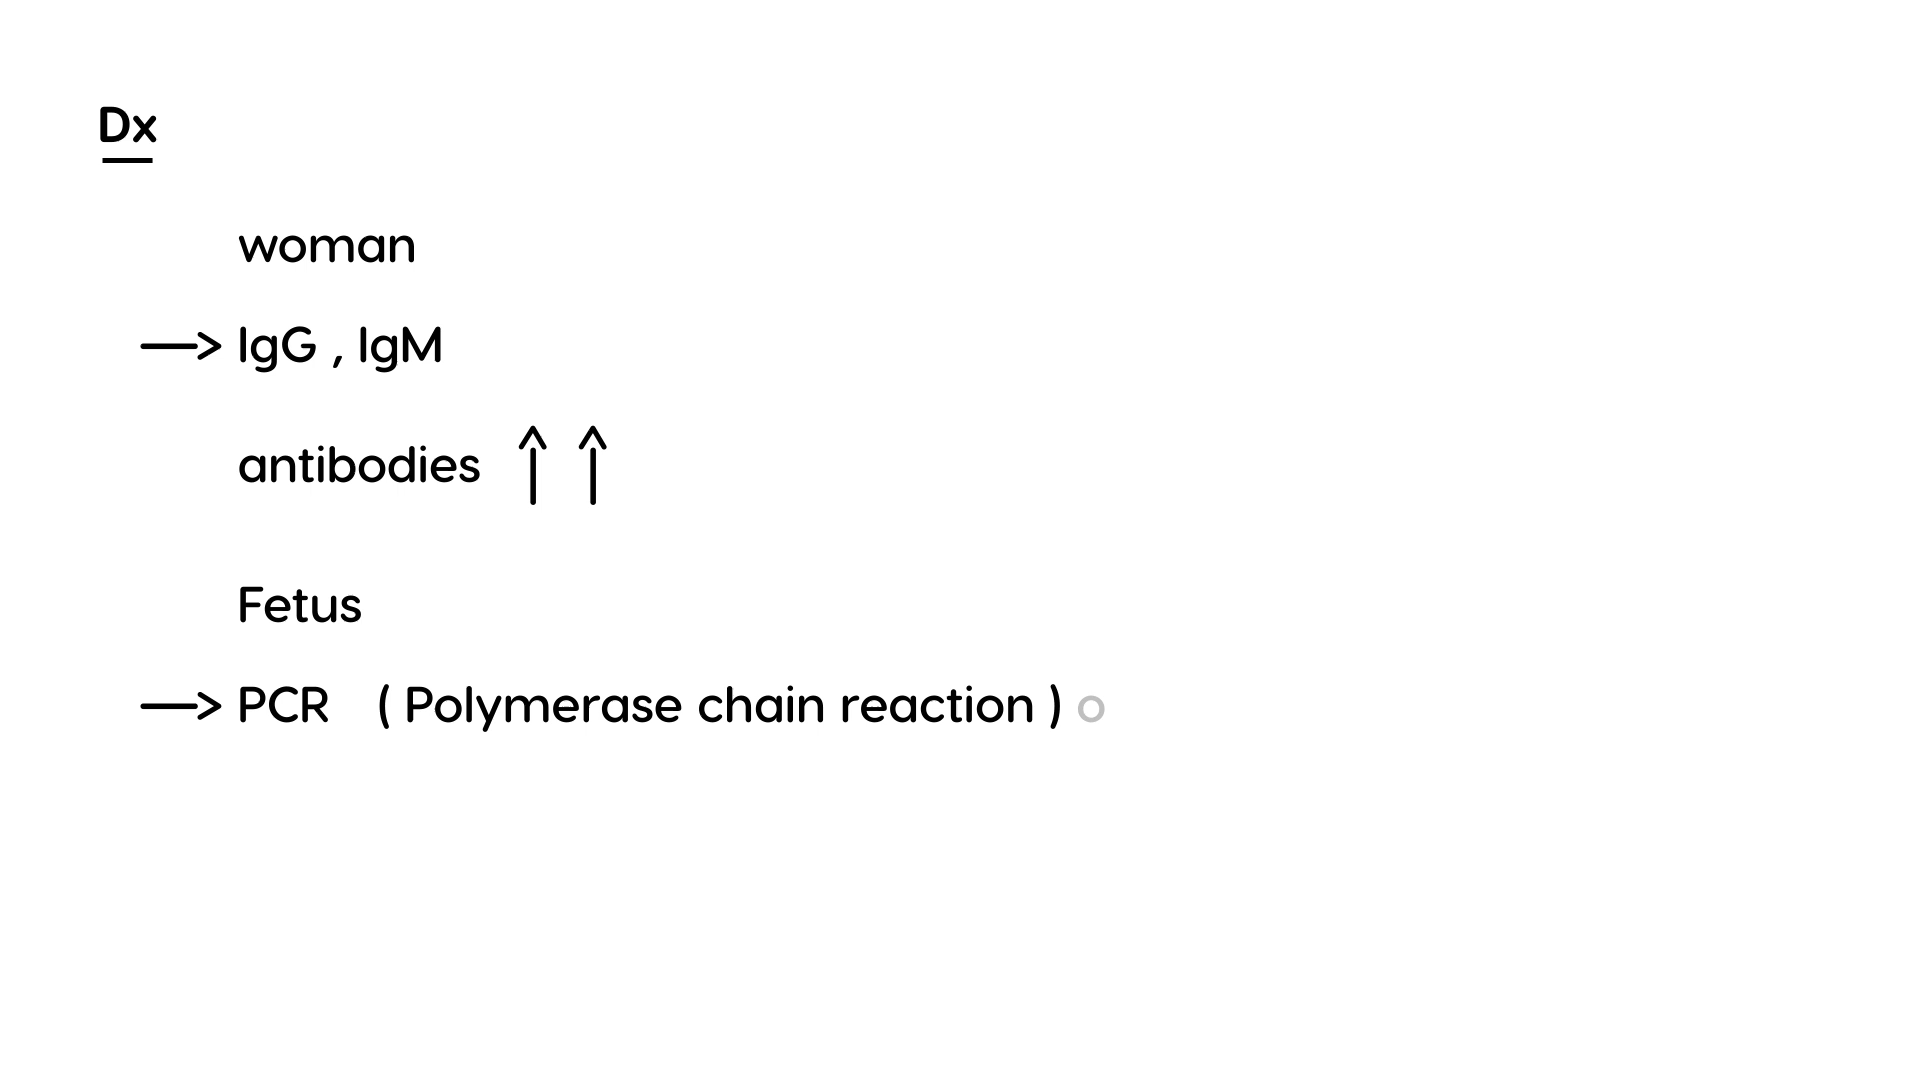 Dx
woman
→ IgG , IgM
antibodies ↑ ↑
Fetus
→ PCR ( Polymerase chain reaction )